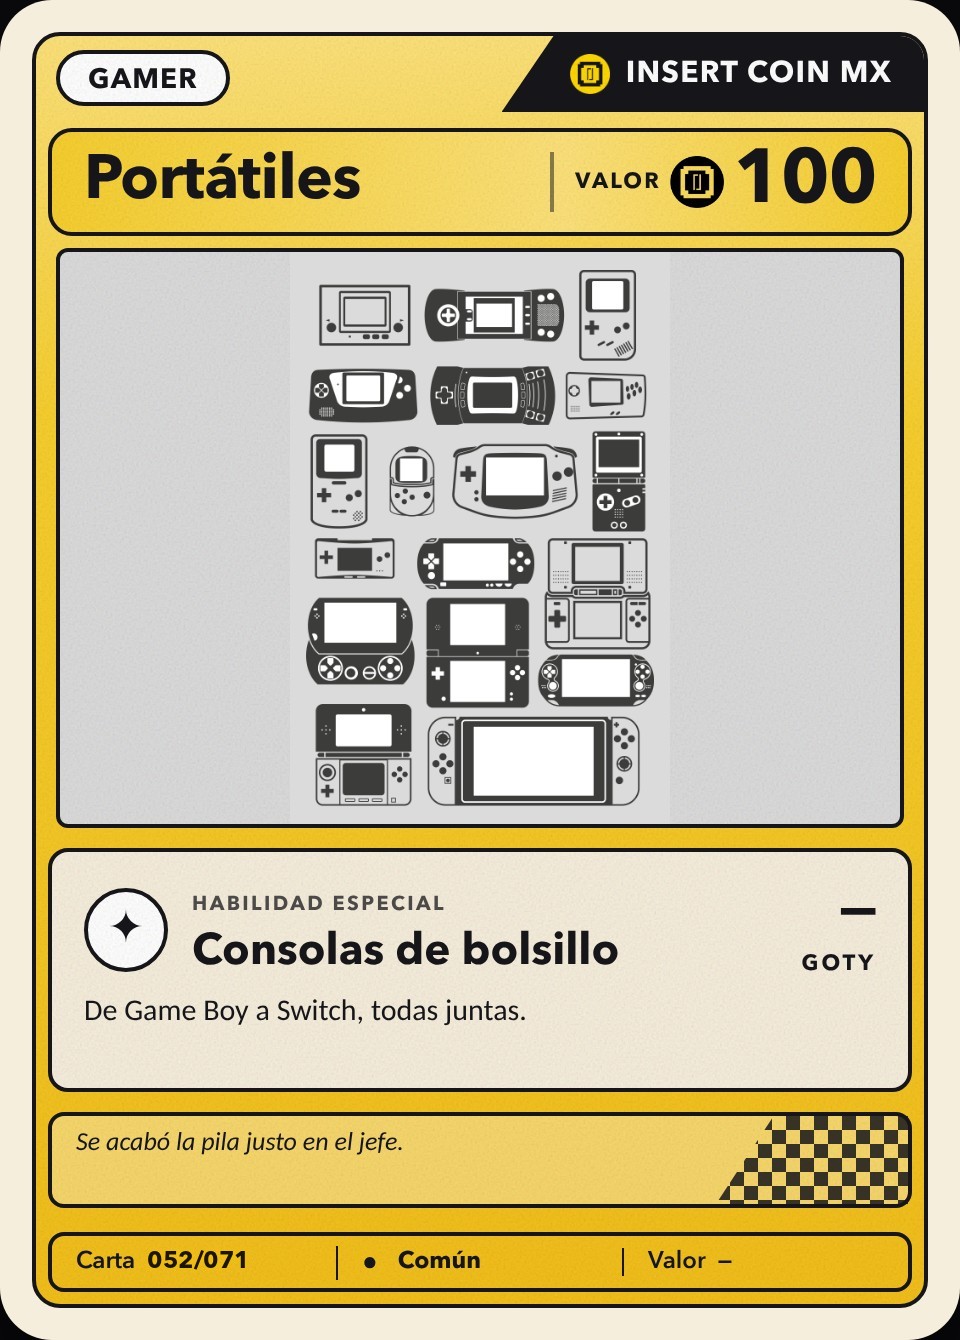 GAMER
INSERT COIN MX
Portátiles
VALOR 100
HABILIDAD ESPECIAL
Consolas de bolsillo
–
GOTY
De Game Boy a Switch, todas juntas.
Se acabó la pila justo en el jefe.
Carta 052/071
● Común
Valor –